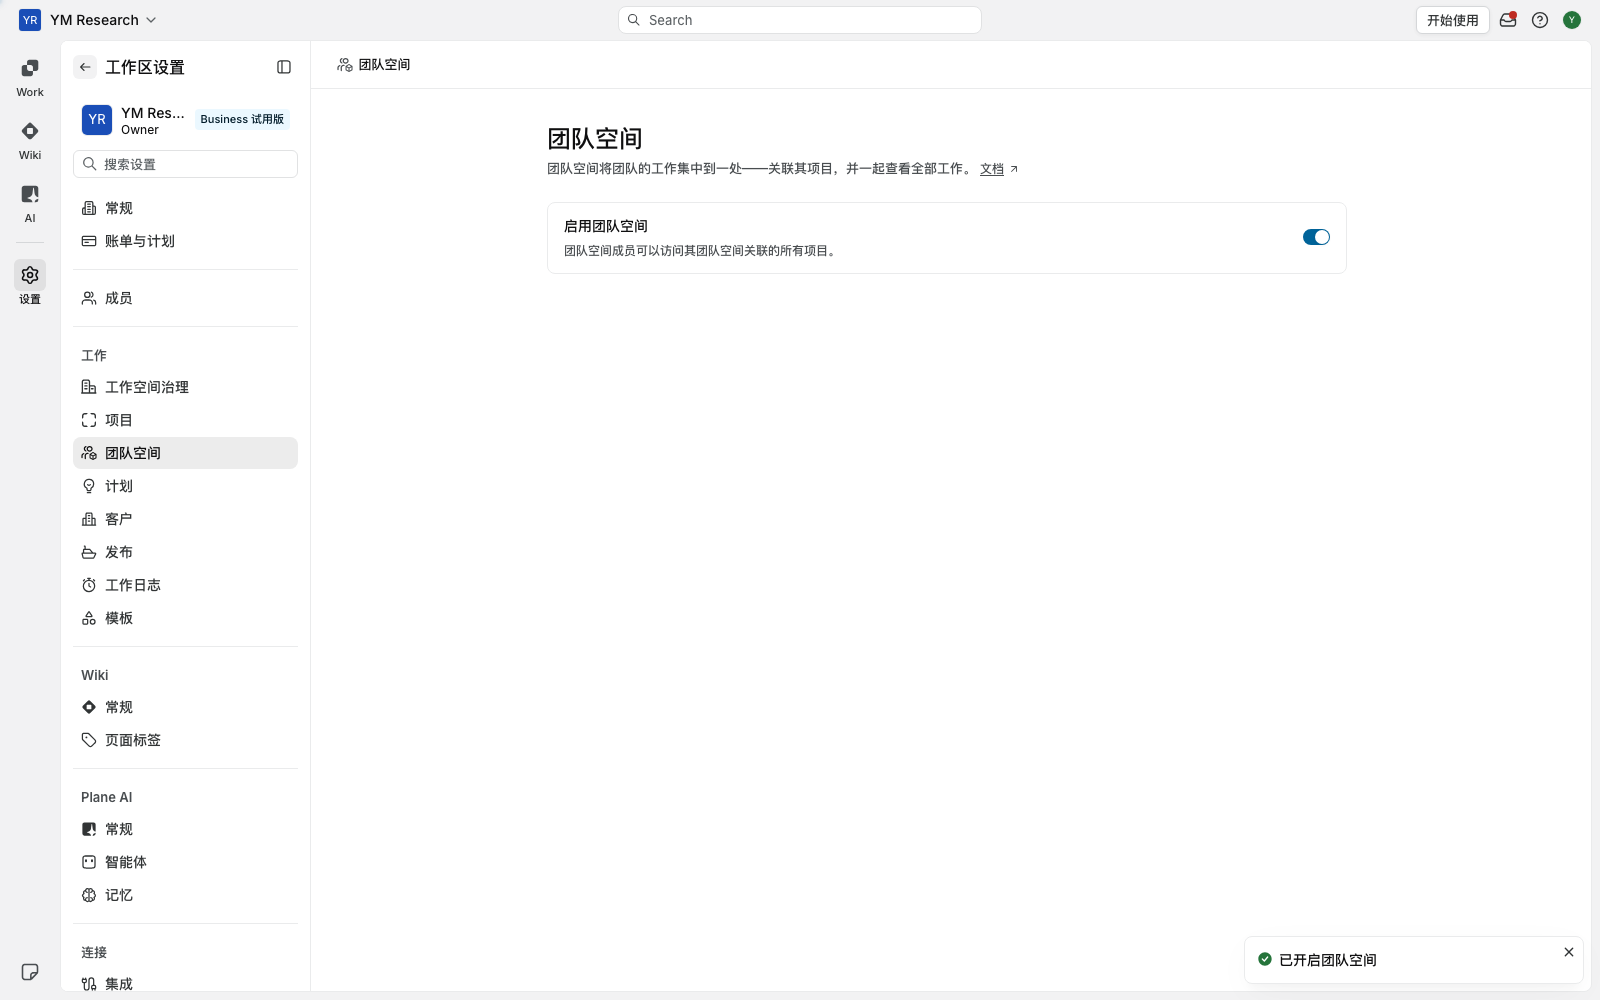 YR YM Research
Search
开始使用
Y
Work
Wiki
AI
设置
工作区设置
YR
YM Res...
Owner
Business 试用版
搜索设置
常规
账单与计划
成员
工作
工作空间治理
项目
团队空间
计划
客户
发布
工作日志
模板
Wiki
常规
页面标签
Plane AI
常规
智能体
记忆
连接
集成
团队空间
团队空间
团队空间将团队的工作集中到一处——关联其项目，并一起查看全部工作。 文档
启用团队空间
团队空间成员可以访问其团队空间关联的所有项目。
已开启团队空间